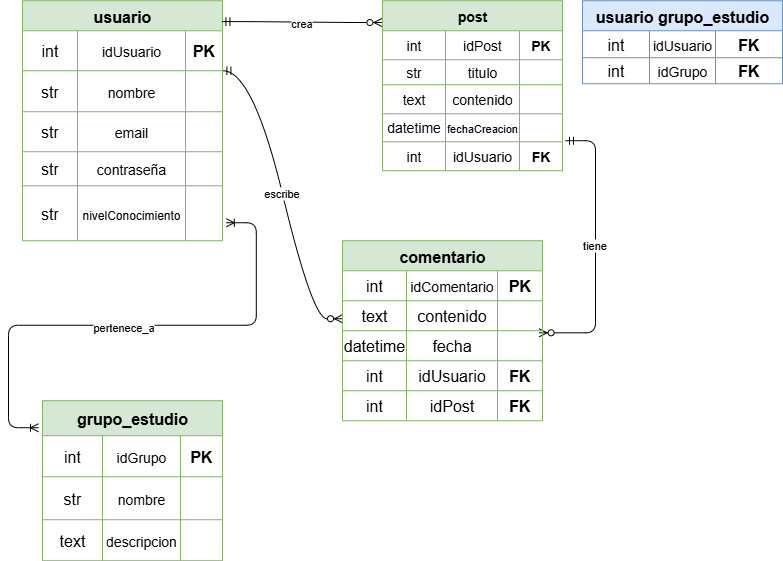 usuario
int idUsuario PK
str nombre
str email
str contraseña
str nivelConocimiento
crea
post
int idPost PK
str titulo
text contenido
datetime fechaCreacion
int idUsuario FK
usuario grupo_estudio
int idUsuario FK
int idGrupo FK
escribe
tiene
pertenece_a
comentario
int idComentario PK
text contenido
datetime fecha
int idUsuario FK
int idPost FK
grupo_estudio
int idGrupo PK
str nombre
text descripcion